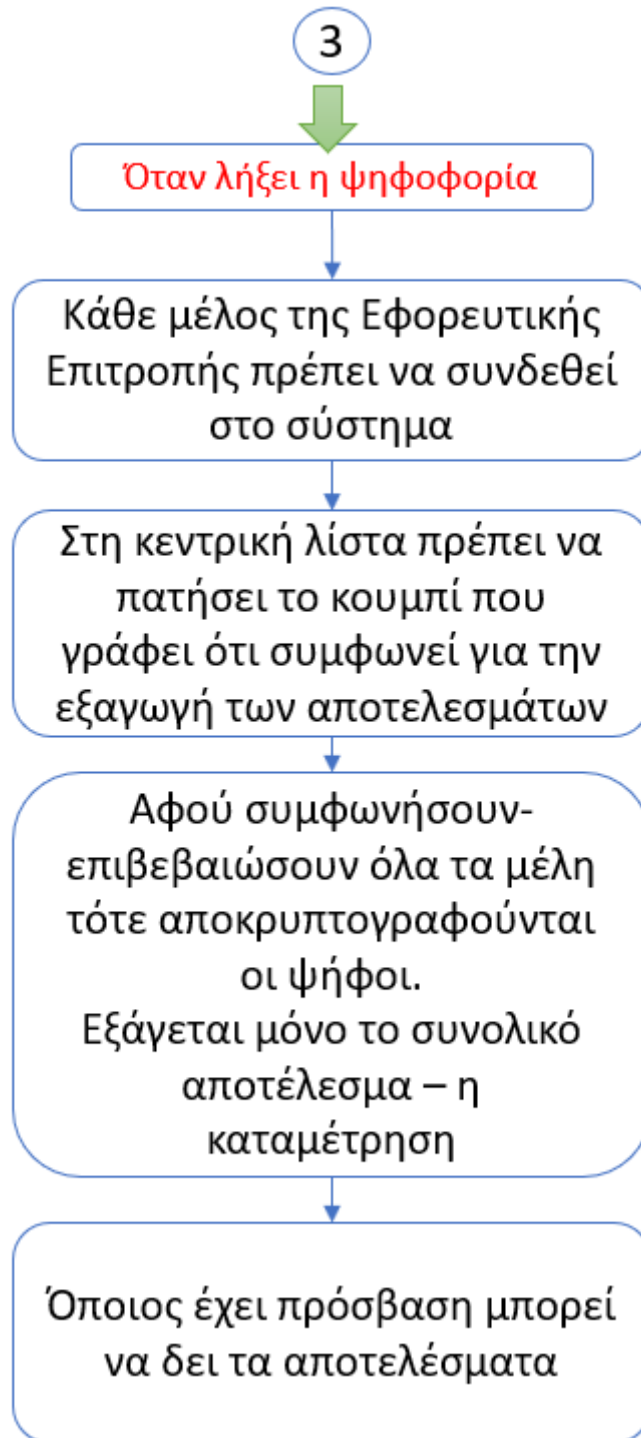 3
Όταν λήξει η ψηφοφορία
Κάθε μέλος της Εφορευτικής
Επιτροπής πρέπει να συνδεθεί
στο σύστημα
Στη κεντρική λίστα πρέπει να
πατήσει το κουμπί που
γράφει ότι συμφωνεί για την
εξαγωγή των αποτελεσμάτων
Αφού συμφωνήσουν-
επιβεβαιώσουν όλα τα μέλη
τότε αποκρυπτογραφούνται
οι ψήφοι.
Εξάγεται μόνο το συνολικό
αποτέλεσμα – η
καταμέτρηση
Όποιος έχει πρόσβαση μπορεί
να δει τα αποτελέσματα